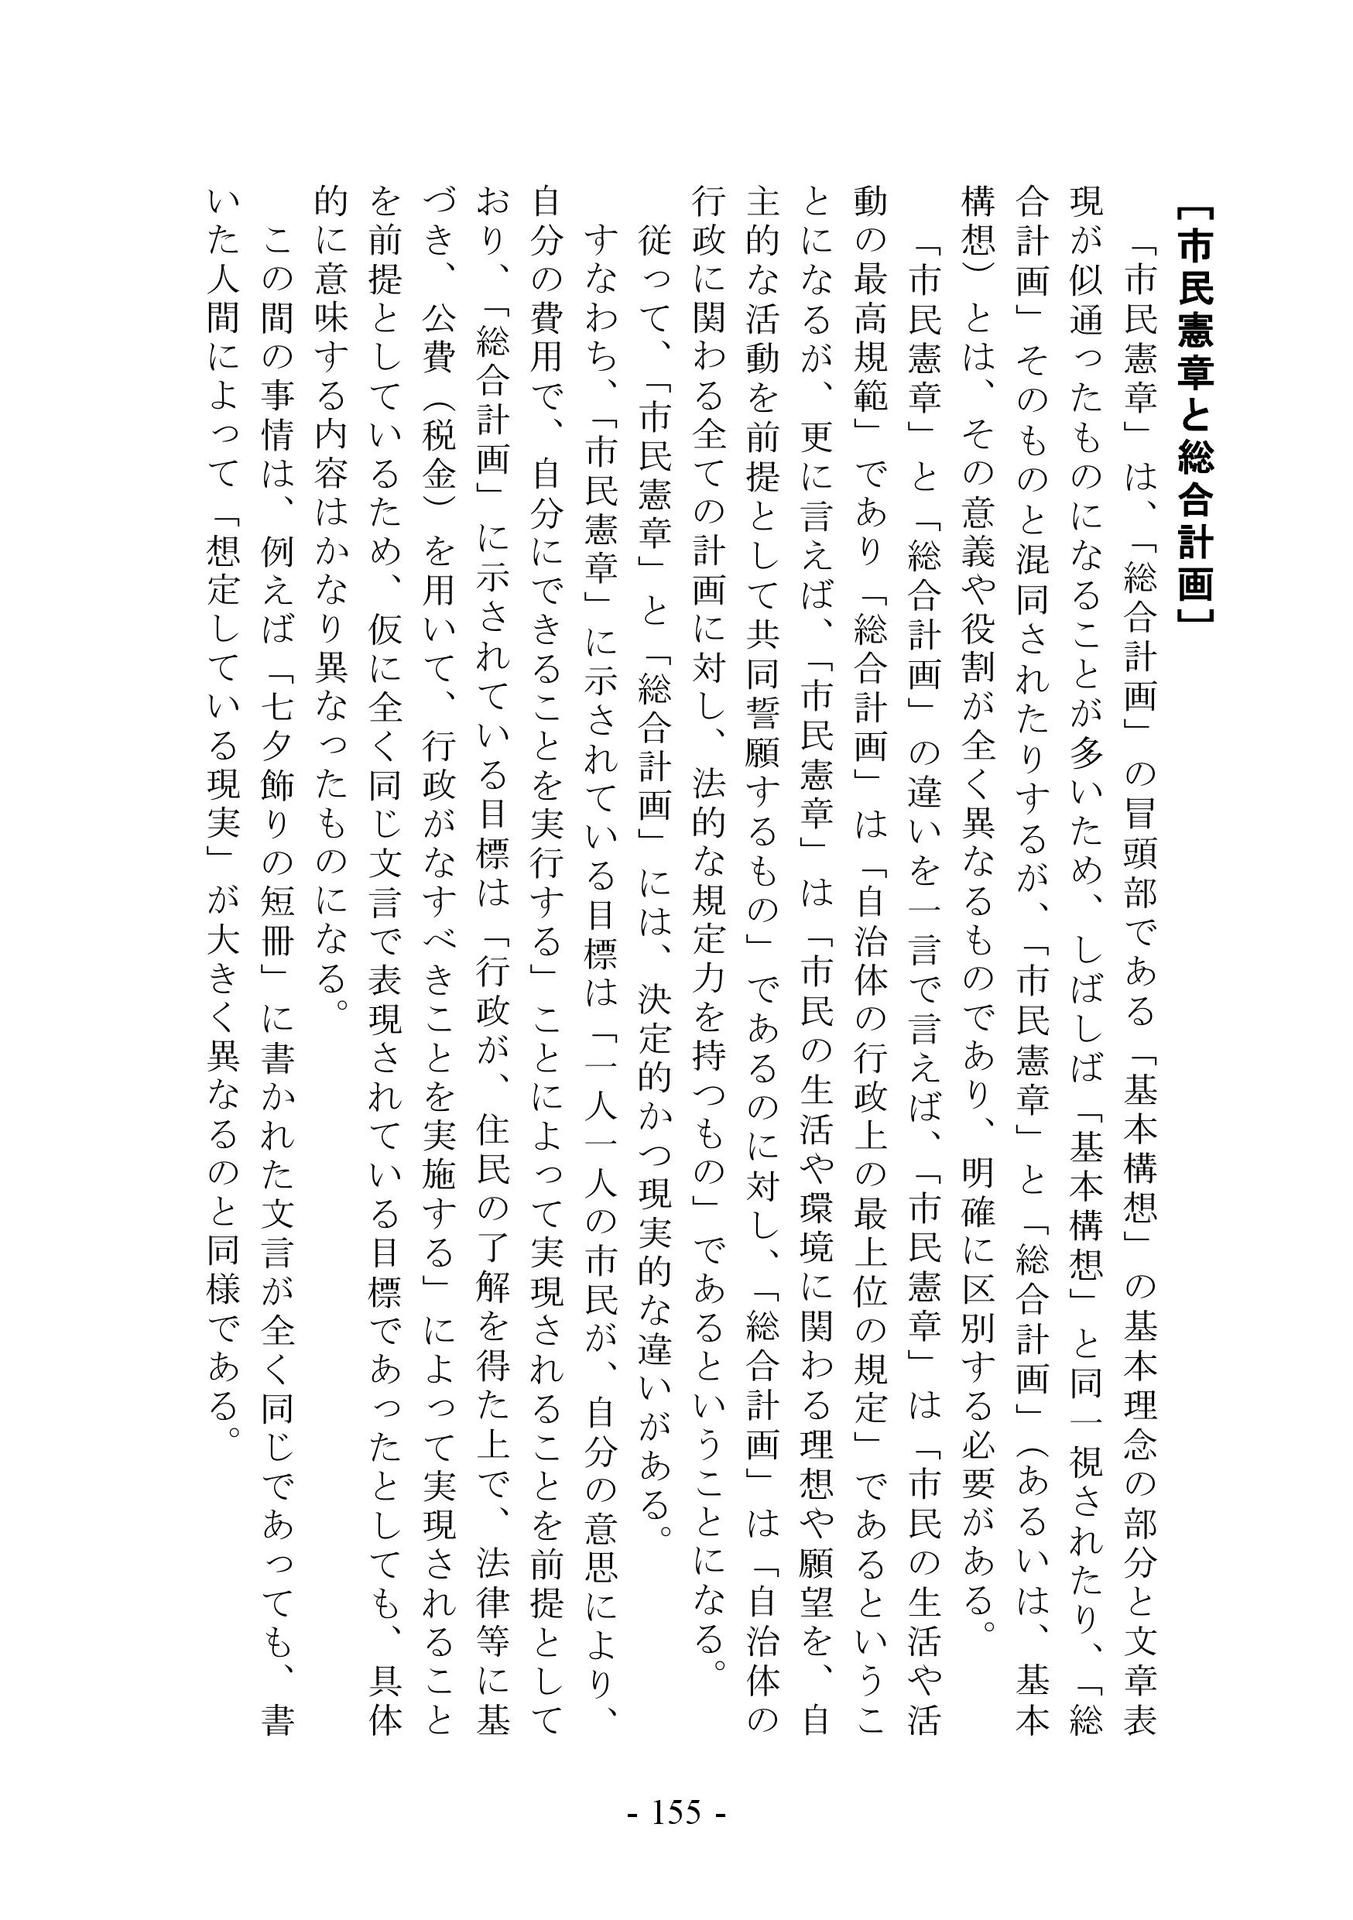 ［市民憲章と総合計画］
「市民憲章」は、「総合計画」の冒頭部である「基本構想」の基本理念の部分と文章表
現が似通ったものになることが多いため、しばしば「基本構想」と同一視されたり、「総
合計画」そのものと混同されたりするが、「市民憲章」と「総合計画」（あるいは、基本
構想）とは、その意義や役割が全く異なるものであり、明確に区別する必要がある。
「市民憲章」と「総合計画」の違いを一言で言えば、「市民憲章」は「市民の生活や活
動の最高規範」であり「総合計画」は「自治体の行政上の最上位の規定」であるというこ
とになるが、更に言えば、「市民憲章」は「市民の生活や環境に関わる理想や願望を、自
主的な活動を前提として共同誓願するもの」であるのに対し、「総合計画」は「自治体の
行政に関わる全ての計画に対し、法的な規定力を持つもの」であるということになる。
従って、「市民憲章」と「総合計画」には、決定的かつ現実的な違いがある。
すなわち、「市民憲章」に示されている目標は「一人一人の市民が、自分の意思により、
自分の費用で、自分にできることを実行する」ことによって実現されることを前提として
おり、「総合計画」に示されている目標は「行政が、住民の了解を得た上で、法律等に基
づき、公費（税金）を用いて、行政がなすべきことを実施する」によって実現されること
を前提としているため、仮に全く同じ文言で表現されている目標であったとしても、具体
的に意味する内容はかなり異なったものになる。
この間の事情は、例えば「七夕飾りの短冊」に書かれた文言が全く同じであっても、書
いた人間によって「想定している現実」が大きく異なるのと同様である。
- 155 -